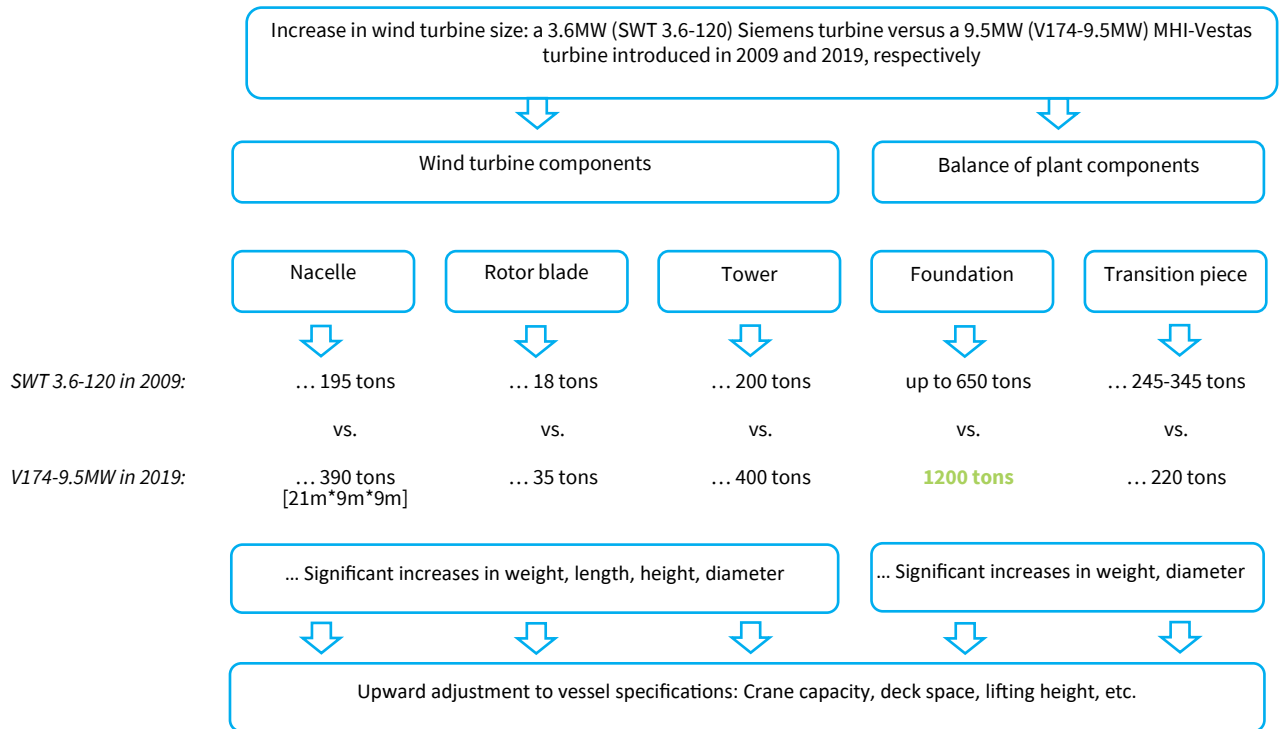 Increase in wind turbine size: a 3.6MW (SWT 3.6-120) Siemens turbine versus a 9.5MW (V174-9.5MW) MHI-Vestas
turbine introduced in 2009 and 2019, respectively
Wind turbine components
Balance of plant components
Nacelle
Rotor blade
Tower
Foundation
Transition piece
SWT 3.6-120 in 2009:
… 195 tons
… 18 tons
… 200 tons
up to 650 tons
… 245-345 tons
vs.
vs.
vs.
vs.
vs.
V174-9.5MW in 2019:
… 390 tons
[21m*9m*9m]
… 35 tons
… 400 tons
1200 tons
… 220 tons
... Significant increases in weight, length, height, diameter
... Significant increases in weight, diameter
Upward adjustment to vessel specifications: Crane capacity, deck space, lifting height, etc.